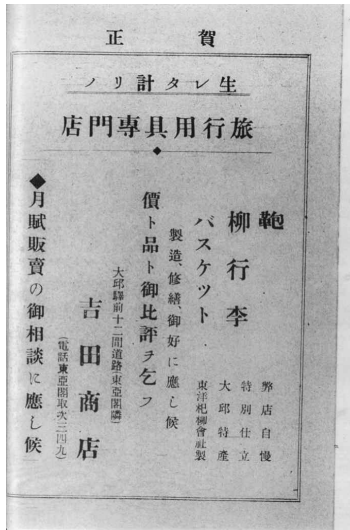 賀正
生レタ計リノ
旅行用具專門店
鞄 弊店自慢
柳行李 特別仕立
大邱特産
バスケツト 東洋杞柳會社製
製造、修繕、御好に應し候
價ト品ト御比評ヲ乞フ
大邱驛前十二間道路(東亞閣隣)
吉田商店
(電話東亞閣取次三四九)
◆月賦販賣の御相談に應し候